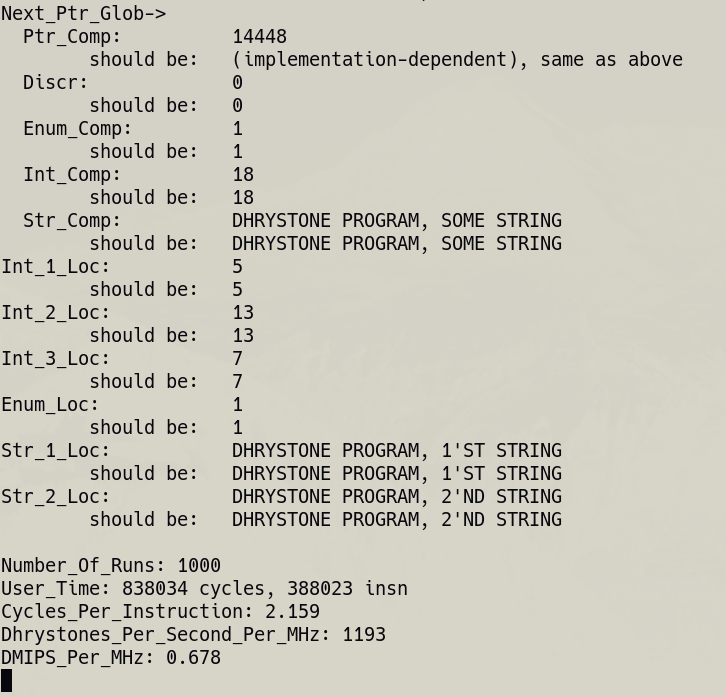 Next_Ptr_Glob->
  Ptr_Comp:          14448
        should be:   (implementation-dependent), same as above
  Discr:             0
        should be:   0
  Enum_Comp:         1
        should be:   1
  Int_Comp:          18
        should be:   18
  Str_Comp:          DHRYSTONE PROGRAM, SOME STRING
        should be:   DHRYSTONE PROGRAM, SOME STRING
Int_1_Loc:           5
        should be:   5
Int_2_Loc:           13
        should be:   13
Int_3_Loc:           7
        should be:   7
Enum_Loc:            1
        should be:   1
Str_1_Loc:           DHRYSTONE PROGRAM, 1'ST STRING
        should be:   DHRYSTONE PROGRAM, 1'ST STRING
Str_2_Loc:           DHRYSTONE PROGRAM, 2'ND STRING
        should be:   DHRYSTONE PROGRAM, 2'ND STRING

Number_Of_Runs: 1000
User_Time: 838034 cycles, 388023 insn
Cycles_Per_Instruction: 2.159
Dhrystones_Per_Second_Per_MHz: 1193
DMIPS_Per_MHz: 0.678